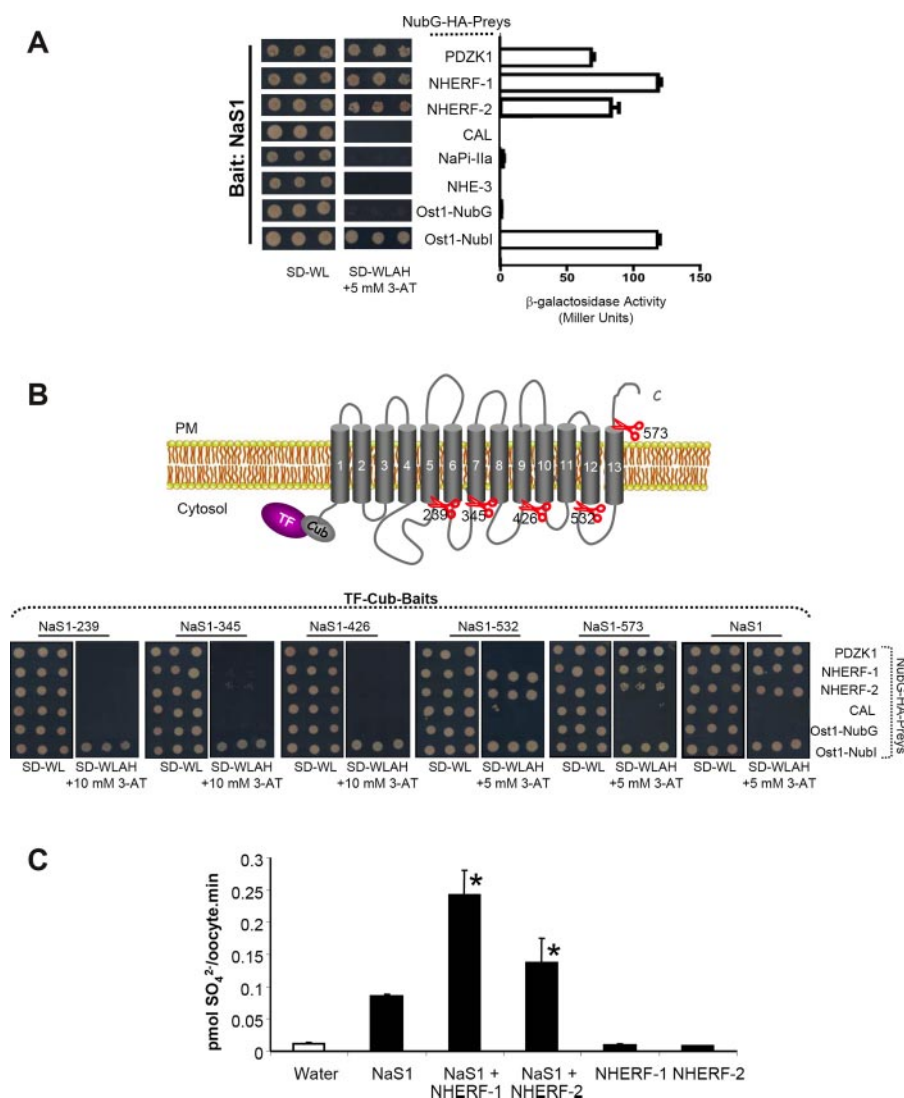 A
NubG-HA-Preys
Bait: NaS1
PDZK1
NHERF-1
NHERF-2
CAL
NaPi-IIa
NHE-3
Ost1-NubG
Ost1-NubI
SD-WL
SD-WLAH
+5 mM 3-AT
0 50 100 150
β-galactosidase Activity
(Miller Units)
B
PM
Cytosol
TF
Cub
1 2 3 4 5 6 7 8 9 10 11 12 13
239 345 426 532
573
C
TF-Cub-Baits
NaS1-239 NaS1-345 NaS1-426 NaS1-532 NaS1-573 NaS1
PDZK1
NHERF-1
NHERF-2
CAL
Ost1-NubG
Ost1-NubI
NubG-HA-Preys
SD-WL SD-WLAH SD-WL SD-WLAH SD-WL SD-WLAH SD-WL SD-WLAH SD-WL SD-WLAH SD-WL SD-WLAH
+10 mM 3-AT +10 mM 3-AT +10 mM 3-AT +5 mM 3-AT +5 mM 3-AT +5 mM 3-AT
C
pmol SO₄²⁻/oocyte.min
0.3
0.25
0.2
0.15
0.1
0.05
0
*
*
Water NaS1 NaS1 + NaS1 + NHERF-1 NHERF-2
NHERF-1 NHERF-2